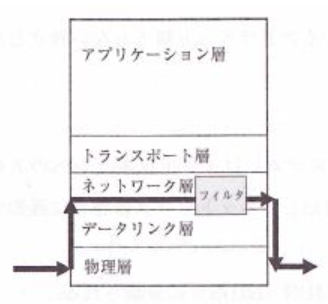 アプリケーション層
トランスポート層
ネットワーク層
フィルタ
データリンク層
物理層